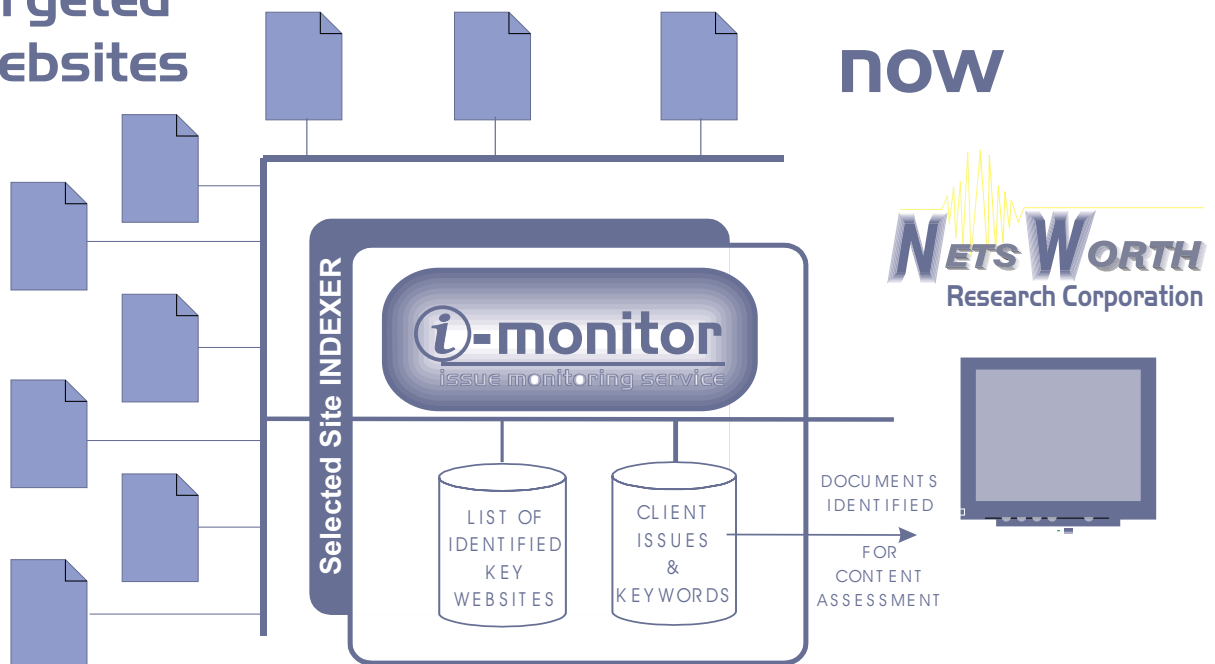 rgeted
ebsites
now
NETS WORTH
Research Corporation
Selected Site INDEXER
i-monitor
issue monitoring service
LIST OF
IDENTIFIED
KEY
WEBSITES
CLIENT
ISSUES
&
KEYWORDS
DOCUMENTS
IDENTIFIED
FOR
CONTENT
ASSESSMENT